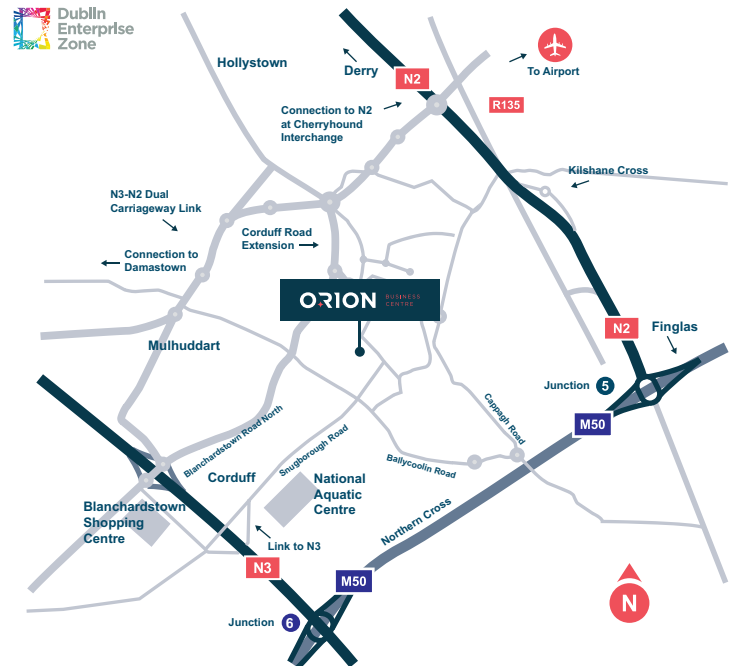 Dublin
Enterprise
Zone
Hollystown
Derry
N2
To Airport
R135
Connection to N2
at Cherryhound
Interchange
Kilshane Cross
N3-N2 Dual
Carriageway Link
Corduff Road
Extension
Connection to
Damastown
ORION BUSINESS
CENTRE
Mulhuddart
N2
Finglas
Junction 5
M50
Cappagh Road
Blanchardstown Road North
Snugborough Road
Ballycoolin Road
Corduff
National
Aquatic
Centre
Blanchardstown
Shopping
Centre
Northern Cross
Link to N3
N3
M50
Junction 6
N